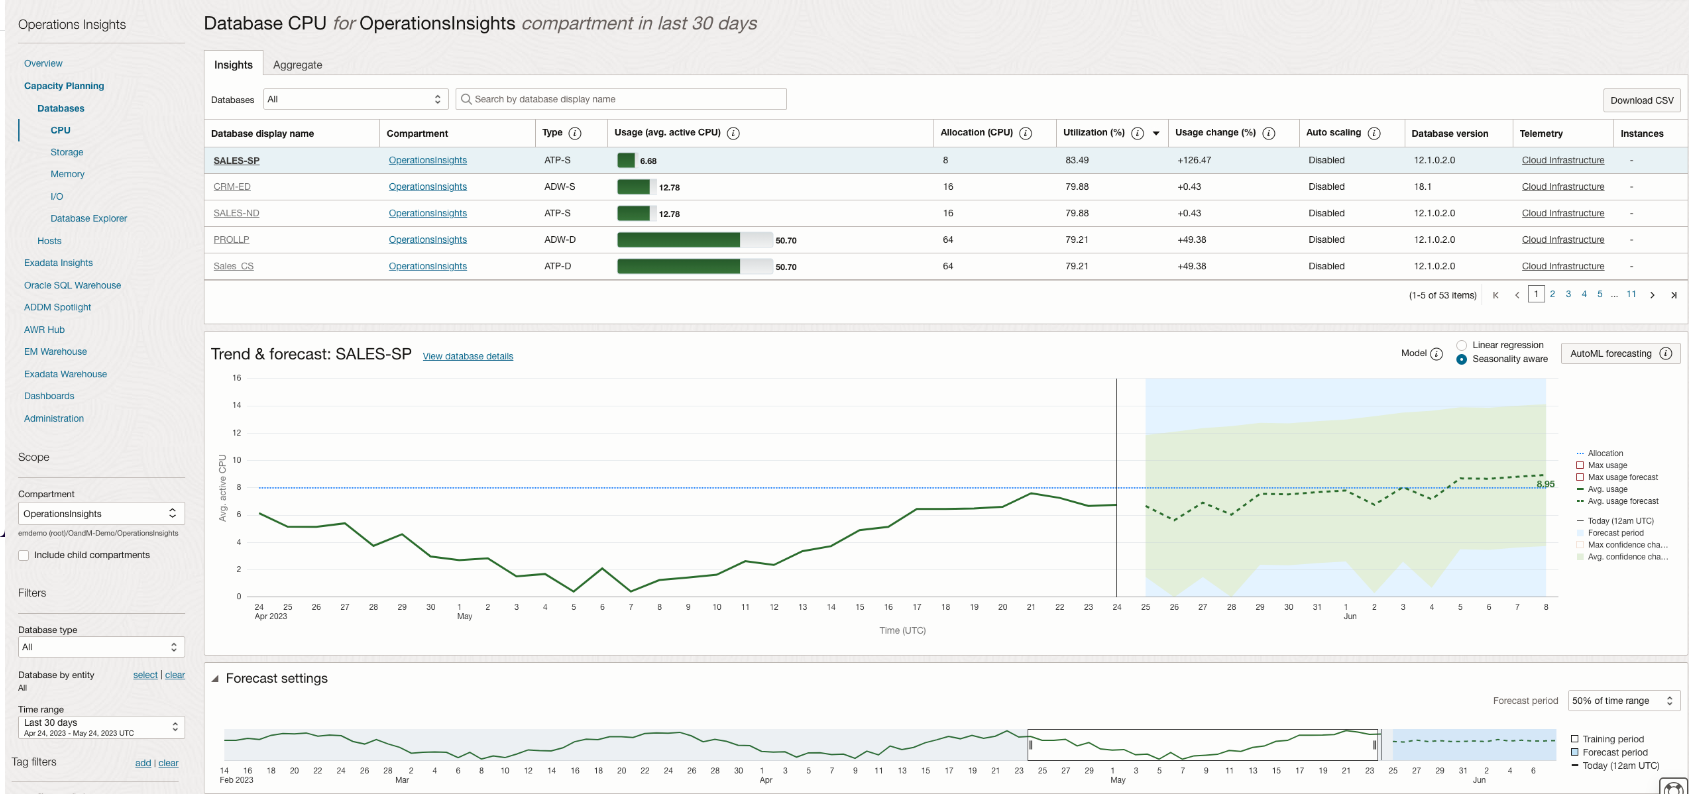 Operations Insights
Overview
Capacity Planning
Databases
CPU
Storage
Memory
I/O
Database Explorer
Hosts
Exadata Insights
Oracle SQL Warehouse
ADDM Spotlight
AWR Hub
EM Warehouse
Exadata Warehouse
Dashboards
Administration
Scope
Compartment
OperationsInsights
emdemo (root)/OandM-Demo/OperationsInsights
Include child compartments
Filters
Database type
All
Database by entity select | clear
All
Time range
Last 30 days
Apr 24, 2023 - May 24, 2023 UTC
Tag filters add | clear
Database CPU for OperationsInsights compartment in last 30 days
Insights Aggregate
Databases All Search by database display name Download CSV
Database display name Compartment Type Usage (avg. active CPU) Allocation (CPU) Utilization (%) Usage change (%) Auto scaling Database version Telemetry Instances
SALES-SP OperationsInsights ATP-S 6.68 8 83.49 +126.47 Disabled 12.1.0.2.0 Cloud Infrastructure -
CRM-ED OperationsInsights ADW-S 12.78 16 79.88 +0.43 Disabled 18.1 Cloud Infrastructure -
SALES-ND OperationsInsights ATP-S 12.78 16 79.88 +0.43 Disabled 12.1.0.2.0 Cloud Infrastructure -
PROLLP OperationsInsights ADW-D 50.70 64 79.21 +49.38 Disabled 12.1.0.2.0 Cloud Infrastructure -
Sales_CS OperationsInsights ATP-D 50.70 64 79.21 +49.38 Disabled 12.1.0.2.0 Cloud Infrastructure -
(1-5 of 53 items) 1 2 3 4 5 ... 11
Trend & forecast: SALES-SP View database details
Model Linear regression
Seasonality aware
AutoML forecasting
16
14
12
10
8
6
4
2
0
Avg. active CPU
8.95
24 25 26 27 28 29 30 1 2 3 4 5 6 7 8 9 10 11 12 13 14 15 16 17 18 19 20 21 22 23 24 25 26 27 28 29 30 31 1 2 3 4 5 6 7 8
Apr 2023 May Jun
Time (UTC)
Allocation
Max usage
Max usage forecast
Avg. usage
Avg. usage forecast
Today (12am UTC)
Forecast period
Max confidence cha...
Avg. confidence cha...
Forecast settings
Forecast period 50% of time range
14 16 18 20 22 24 26 28 2 4 6 8 10 12 14 16 18 20 22 24 26 28 30 1 3 5 7 9 11 13 15 17 19 21 23 25 27 29 1 3 5 7 9 11 13 15 17 19 21 23 25 27 29 31 2 4 6
Feb 2023 Mar Apr May Jun
Training period
Forecast period
Today (12am UTC)